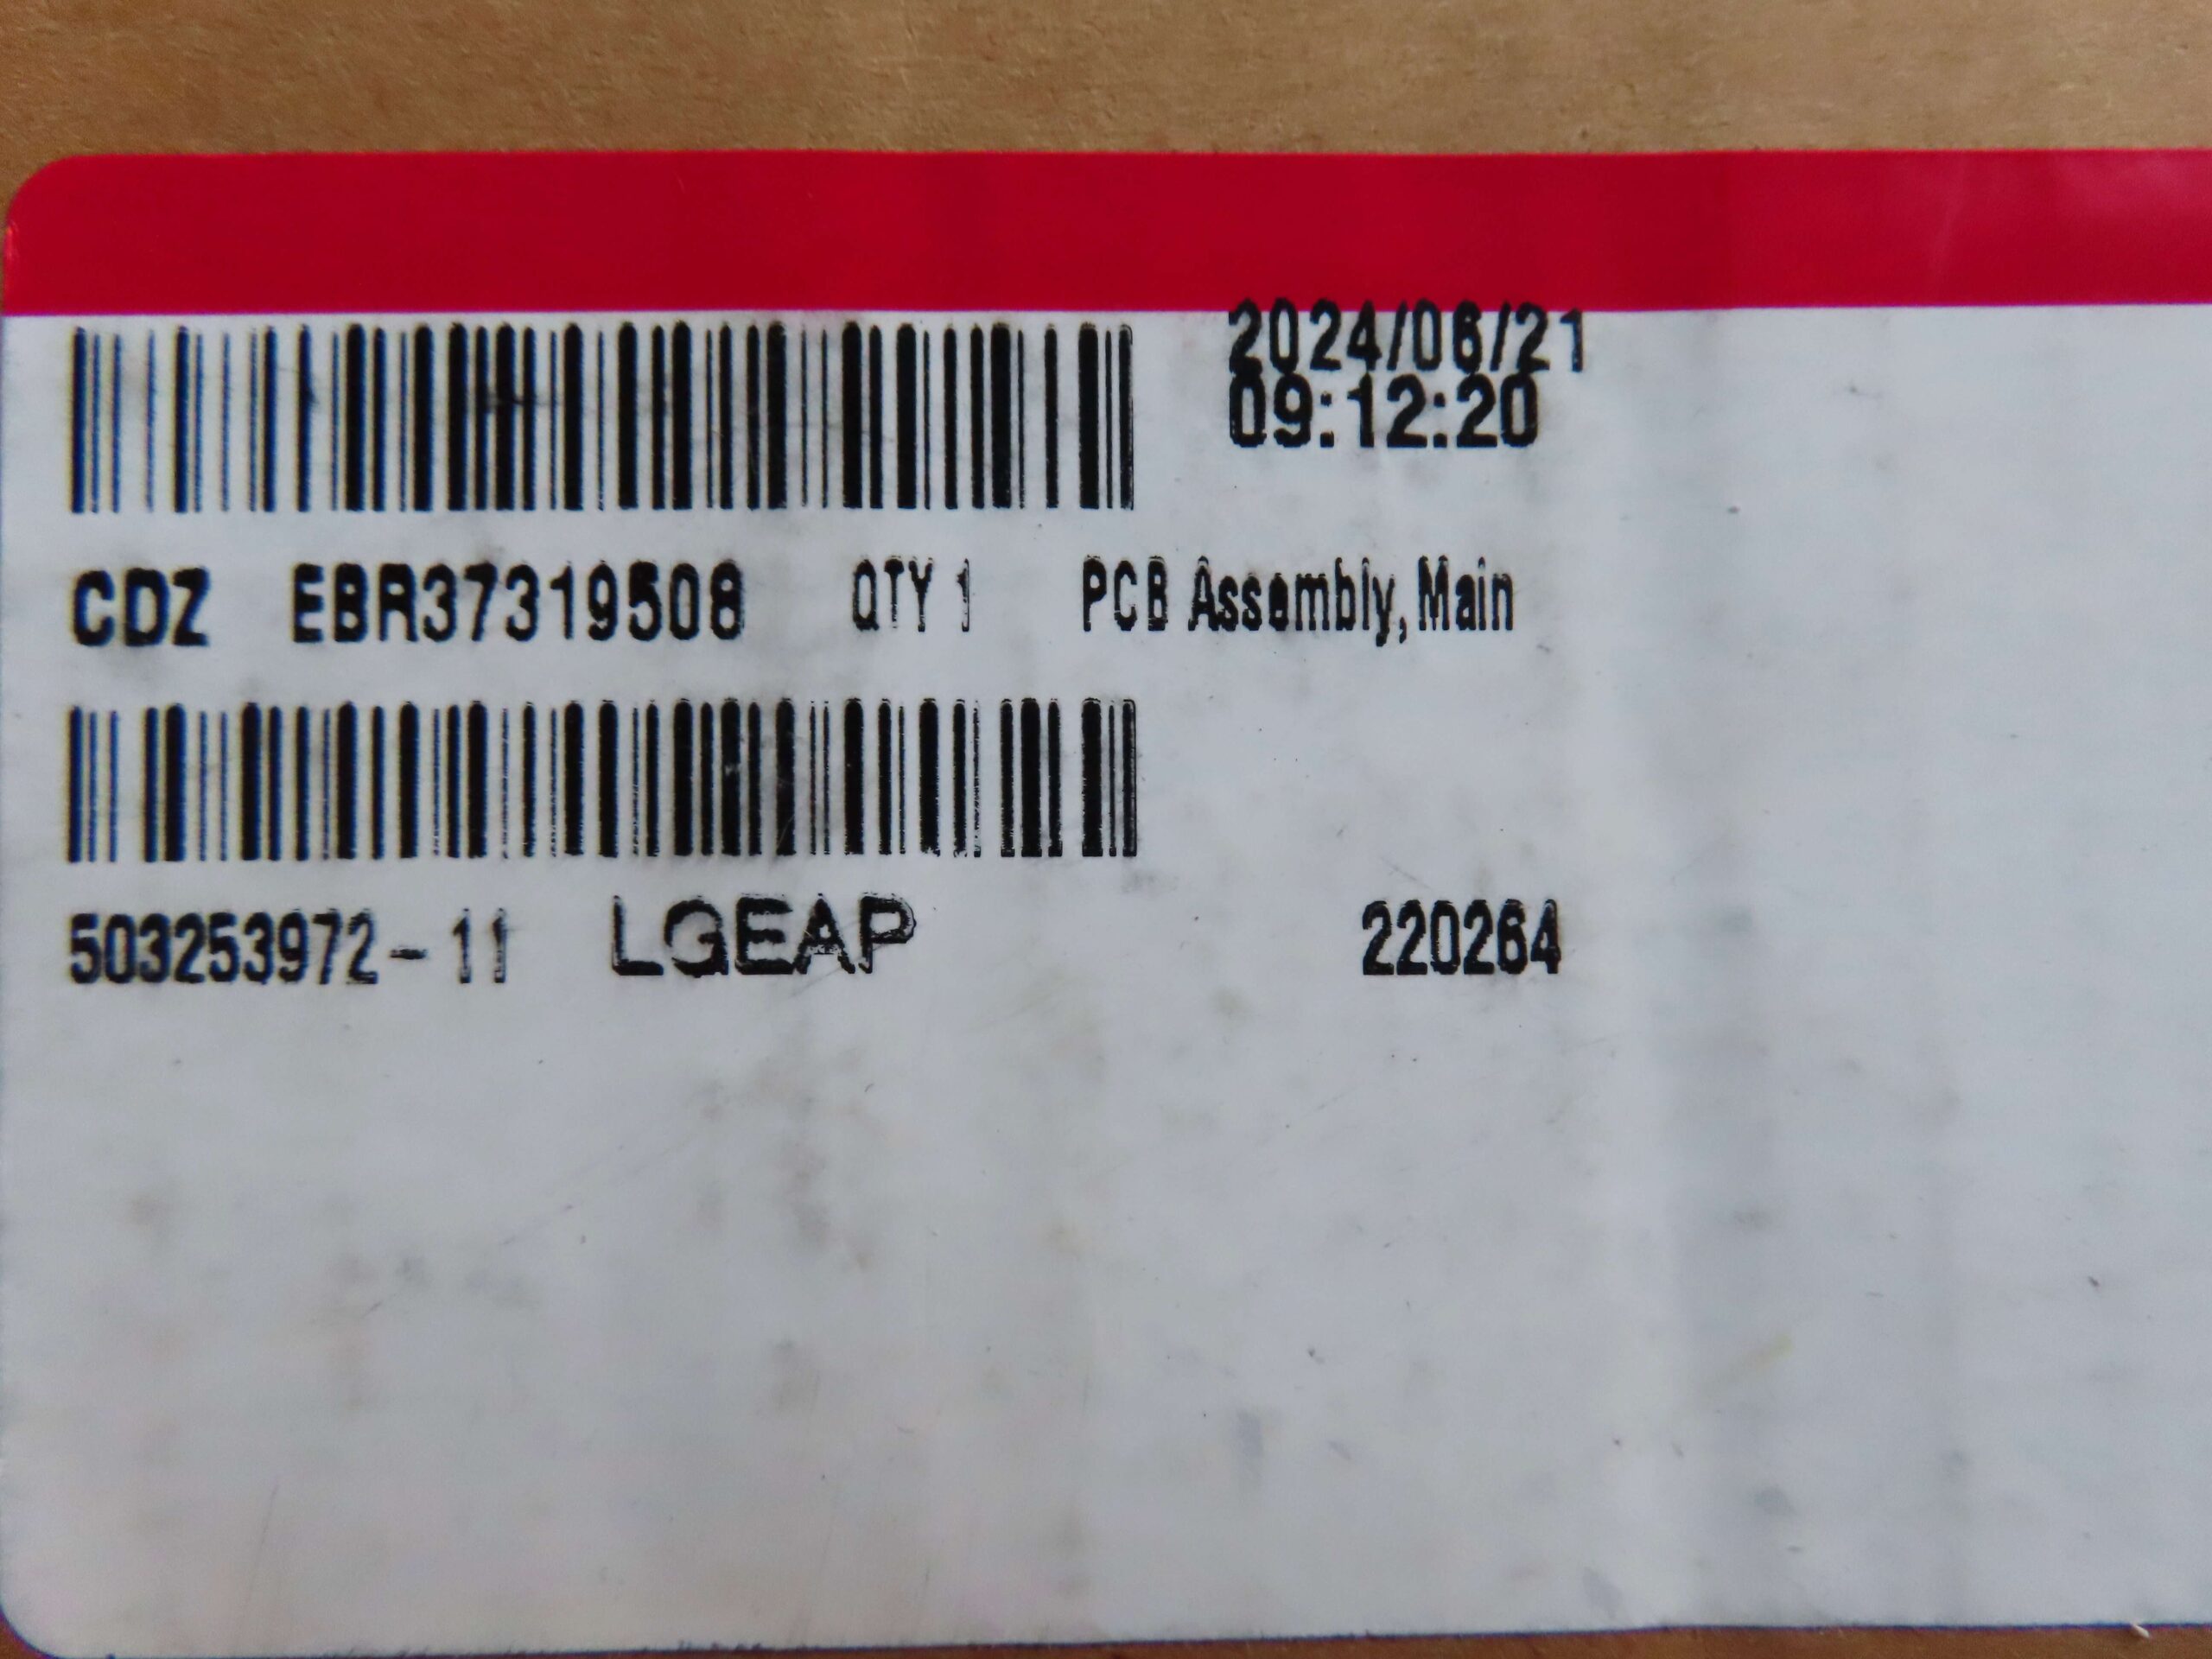 2024/06/21
09:12:20
CDZ EBR37319508 QTY 1 PCB Assembly, Main
503253972-11 LGEAP 220264